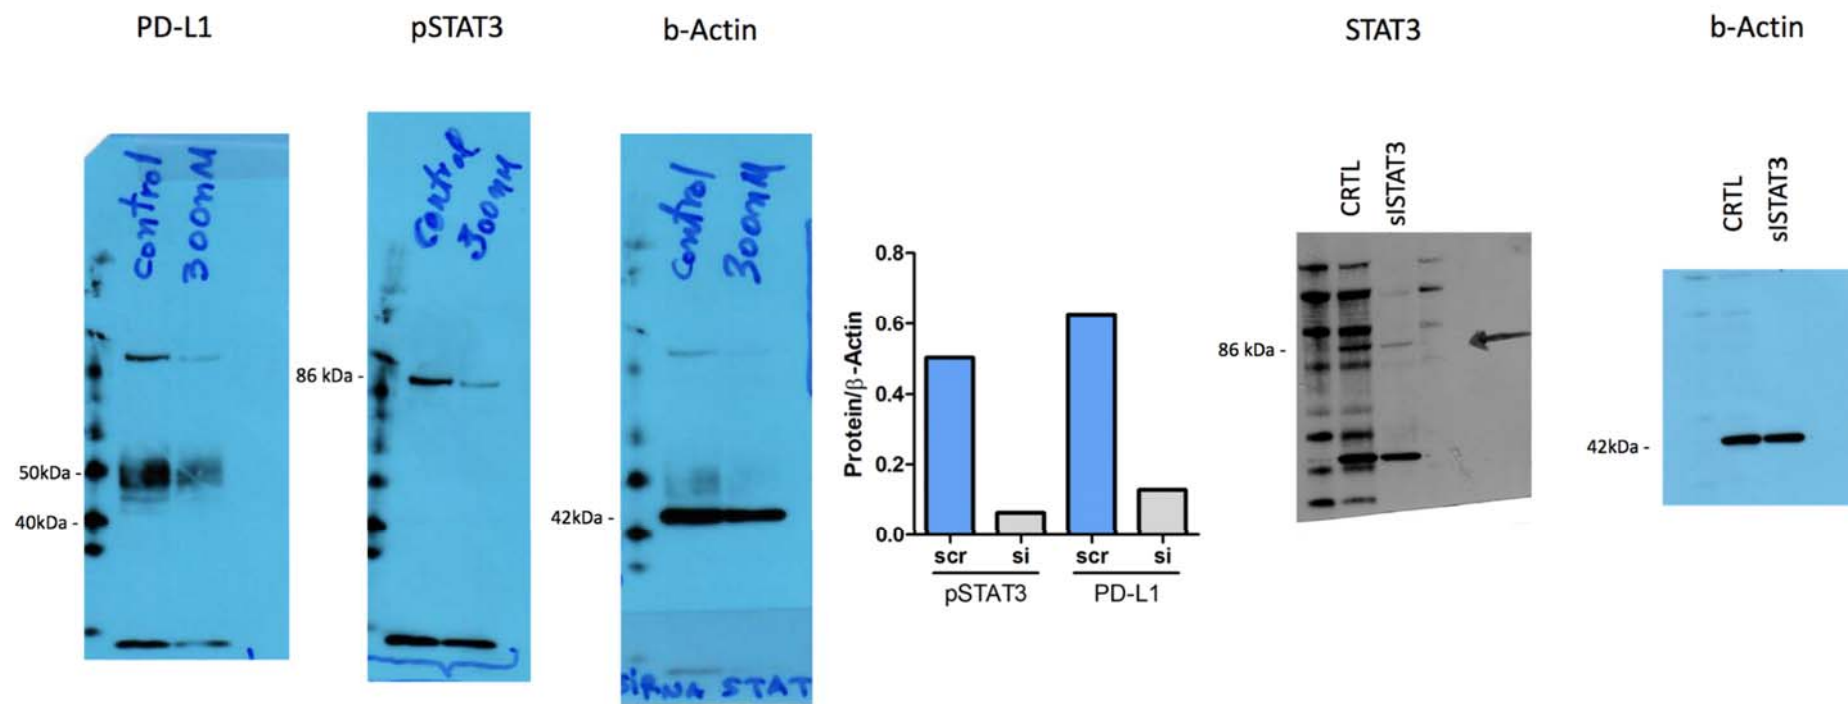 PD-L1
pSTAT3
b-Actin
STAT3
b-Actin
Control
300nM
50kDa -
40kDa -
Control
300nM
86 kDa -
Control
300nM
42kDa -
siRNA STAT
Protein/β-Actin
0.8
0.6
0.4
0.2
0.0
scr
si
scr
si
pSTAT3
PD-L1
CRTL
sISTAT3
86 kDa -
CRTL
sISTAT3
42kDa -